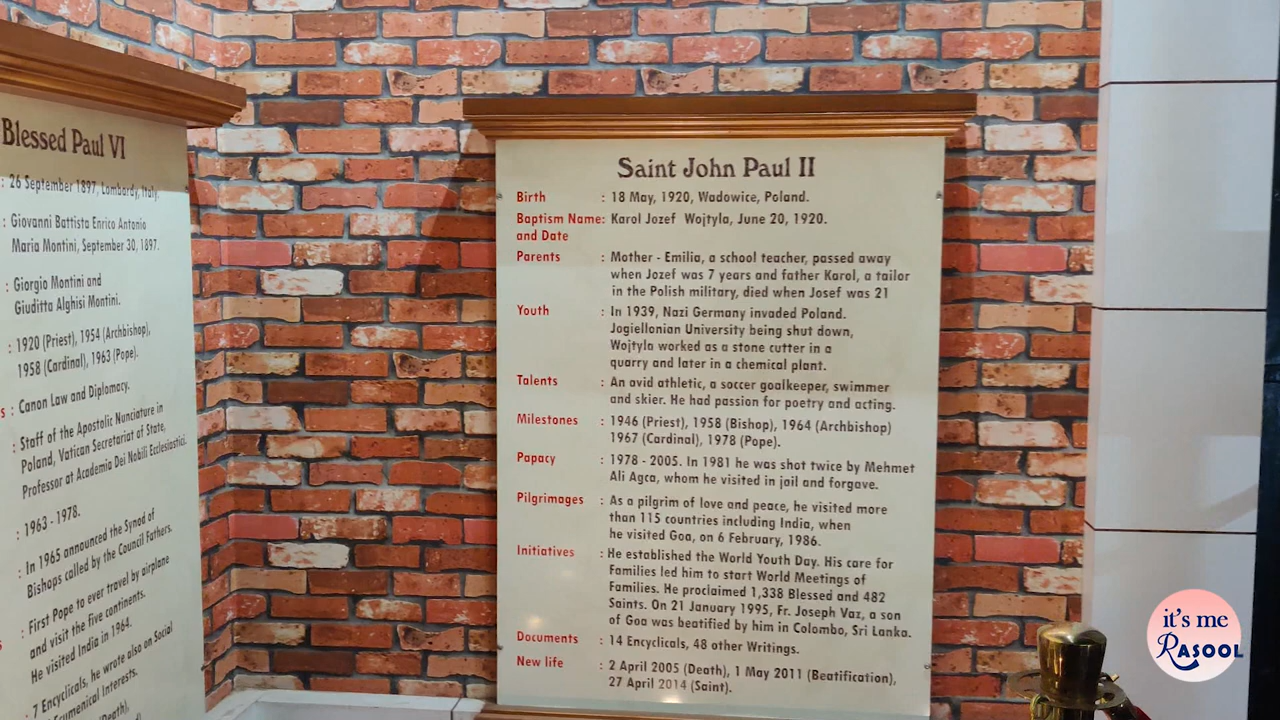 Blessed Paul VI
: 26 September 1897, Lombardy, Italy.
: Giovanni Battista Enrico Antonio
Maria Montini, September 30, 1897.
: Giorgio Montini and
Giuditta Alghisi Montini.
: 1920 (Priest), 1954 (Archbishop),
1958 (Cardinal), 1963 (Pope).
s : Canon Law and Diplomacy.
: Staff of the Apostolic Nunciature in
Poland, Vatican Secretariat of State,
Professor at Academia Dei Nobili Ecclesiastici.
: 1963 - 1978.
: In 1965 announced the Synod of
Bishops called by the Council Fathers.
: First Pope to ever travel by airplane
and visit the five continents.
He visited India in 1964.
s
: 7 Encyclicals, he wrote also on Social
Ecumenical Interests.
(Death),
Saint John Paul II
Birth : 18 May, 1920, Wadowice, Poland.
Baptism Name: Karol Jozef Wojtyla, June 20, 1920.
and Date
Parents : Mother - Emilia, a school teacher, passed away
when Jozef was 7 years and father Karol, a tailor
in the Polish military, died when Josef was 21
Youth : In 1939, Nazi Germany invaded Poland.
Jogiellonian University being shut down,
Wojtyla worked as a stone cutter in a
quarry and later in a chemical plant.
Talents : An avid athletic, a soccer goalkeeper, swimmer
and skier. He had passion for poetry and acting.
Milestones : 1946 (Priest), 1958 (Bishop), 1964 (Archbishop)
1967 (Cardinal), 1978 (Pope).
Papacy : 1978 - 2005. In 1981 he was shot twice by Mehmet
Ali Agca, whom he visited in jail and forgave.
Pilgrimages : As a pilgrim of love and peace, he visited more
than 115 countries including India, when
he visited Goa, on 6 February, 1986.
Initiatives : He established the World Youth Day. His care for
Families led him to start World Meetings of
Families. He proclaimed 1,338 Blessed and 482
Saints. On 21 January 1995, Fr. Joseph Vaz, a son
of Goa was beatified by him in Colombo, Sri Lanka.
Documents : 14 Encyclicals, 48 other Writings.
New life : 2 April 2005 (Death), 1 May 2011 (Beatification),
27 April 2014 (Saint).
it's me
RASOOL